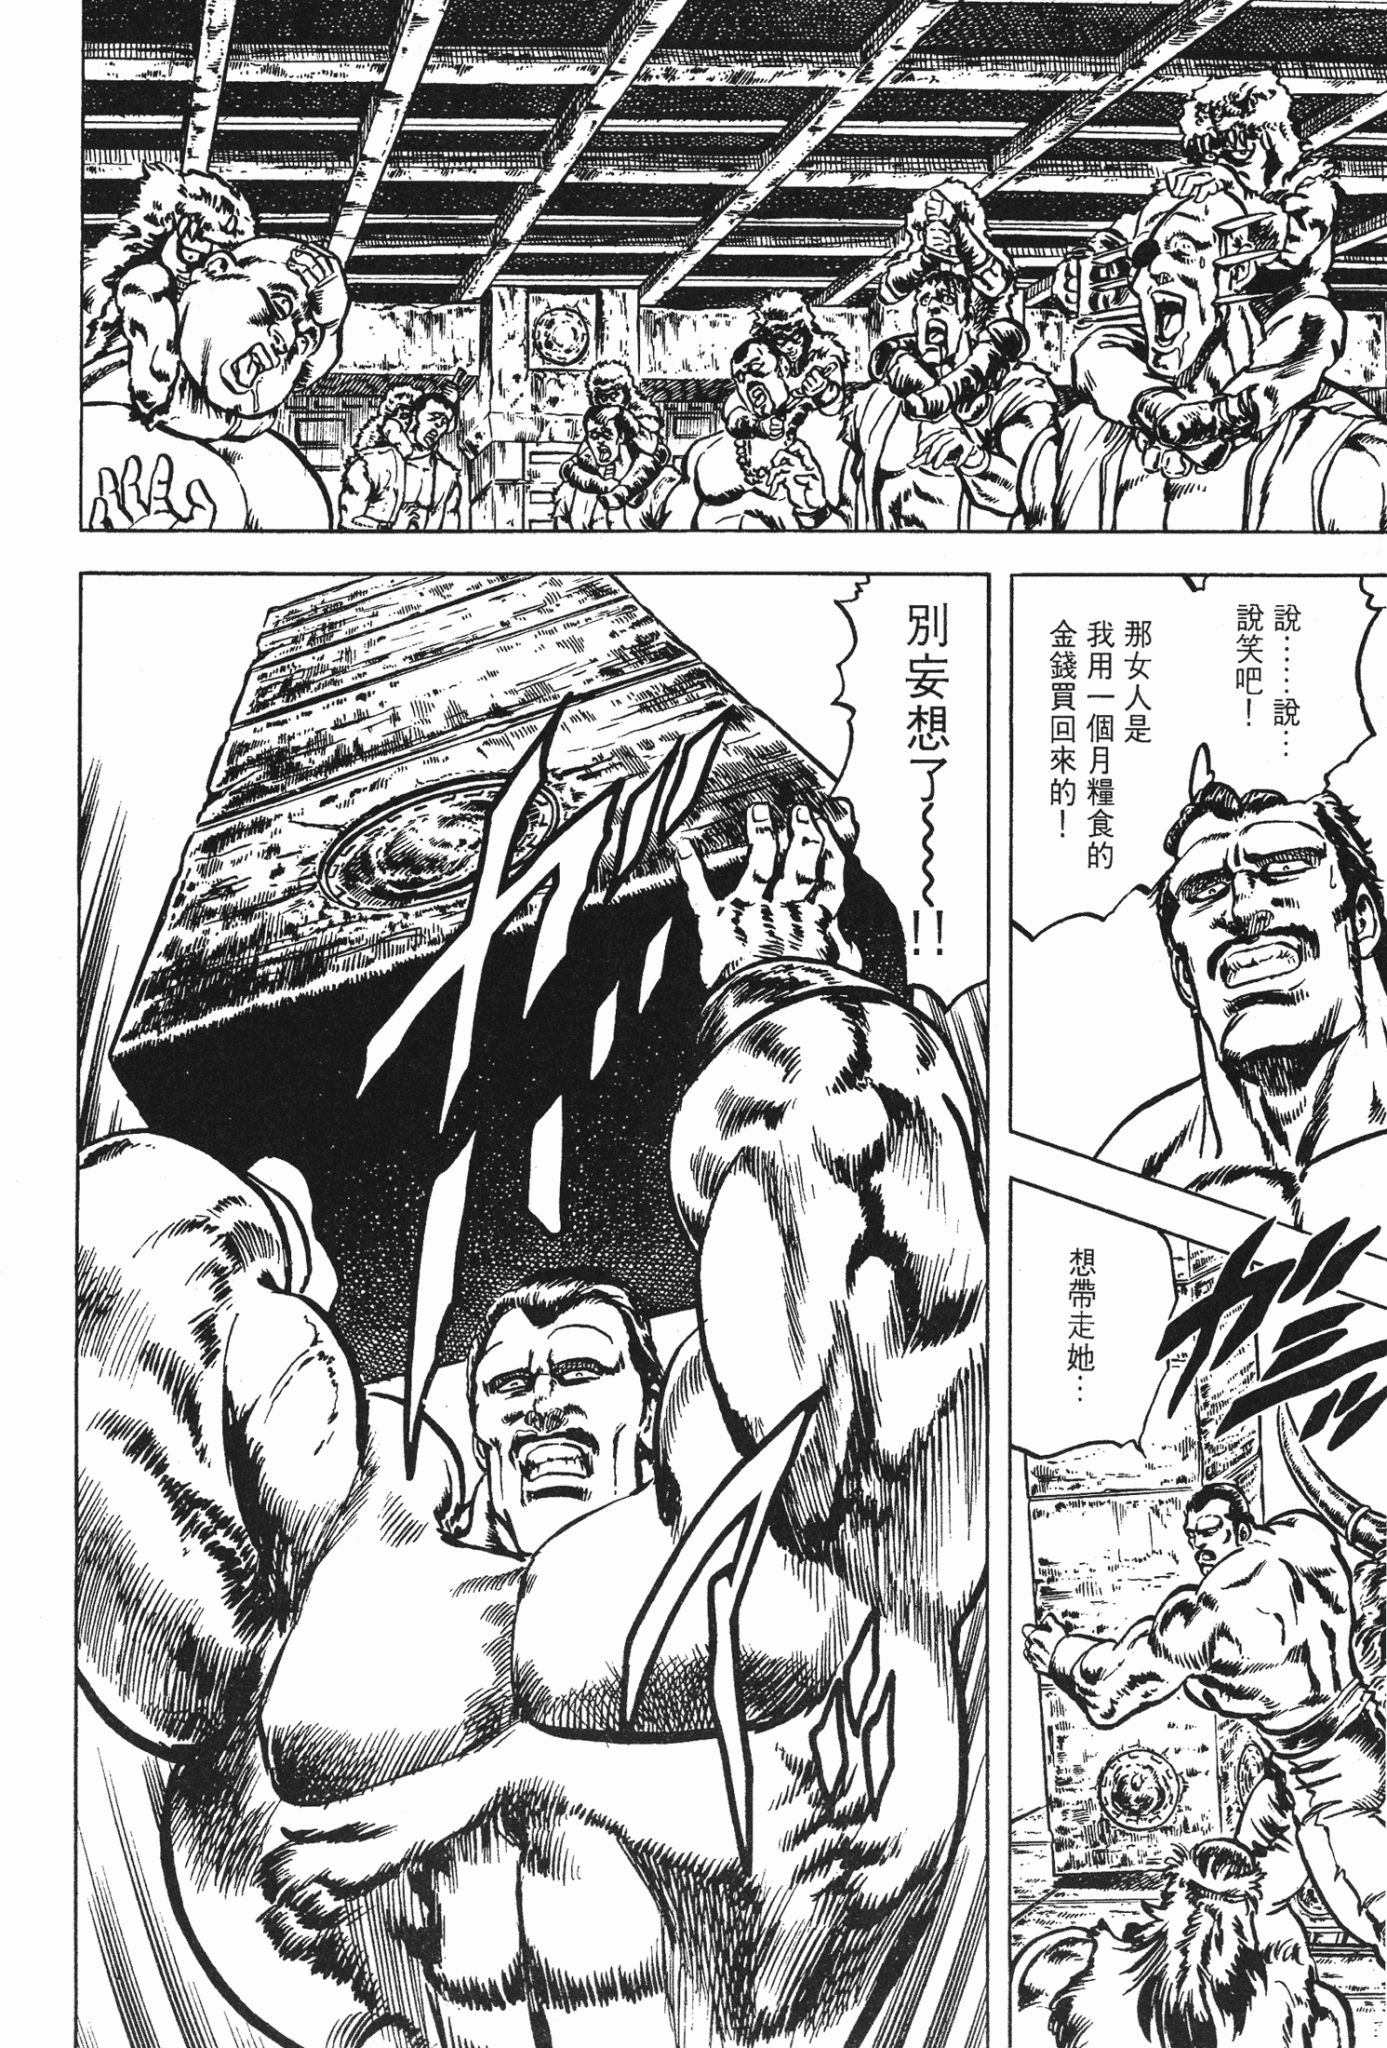 說……說…
說笑吧！
那女人是
我用一個月糧食的
金錢買回來的！
想帶走她…
別妄想了～～～!!